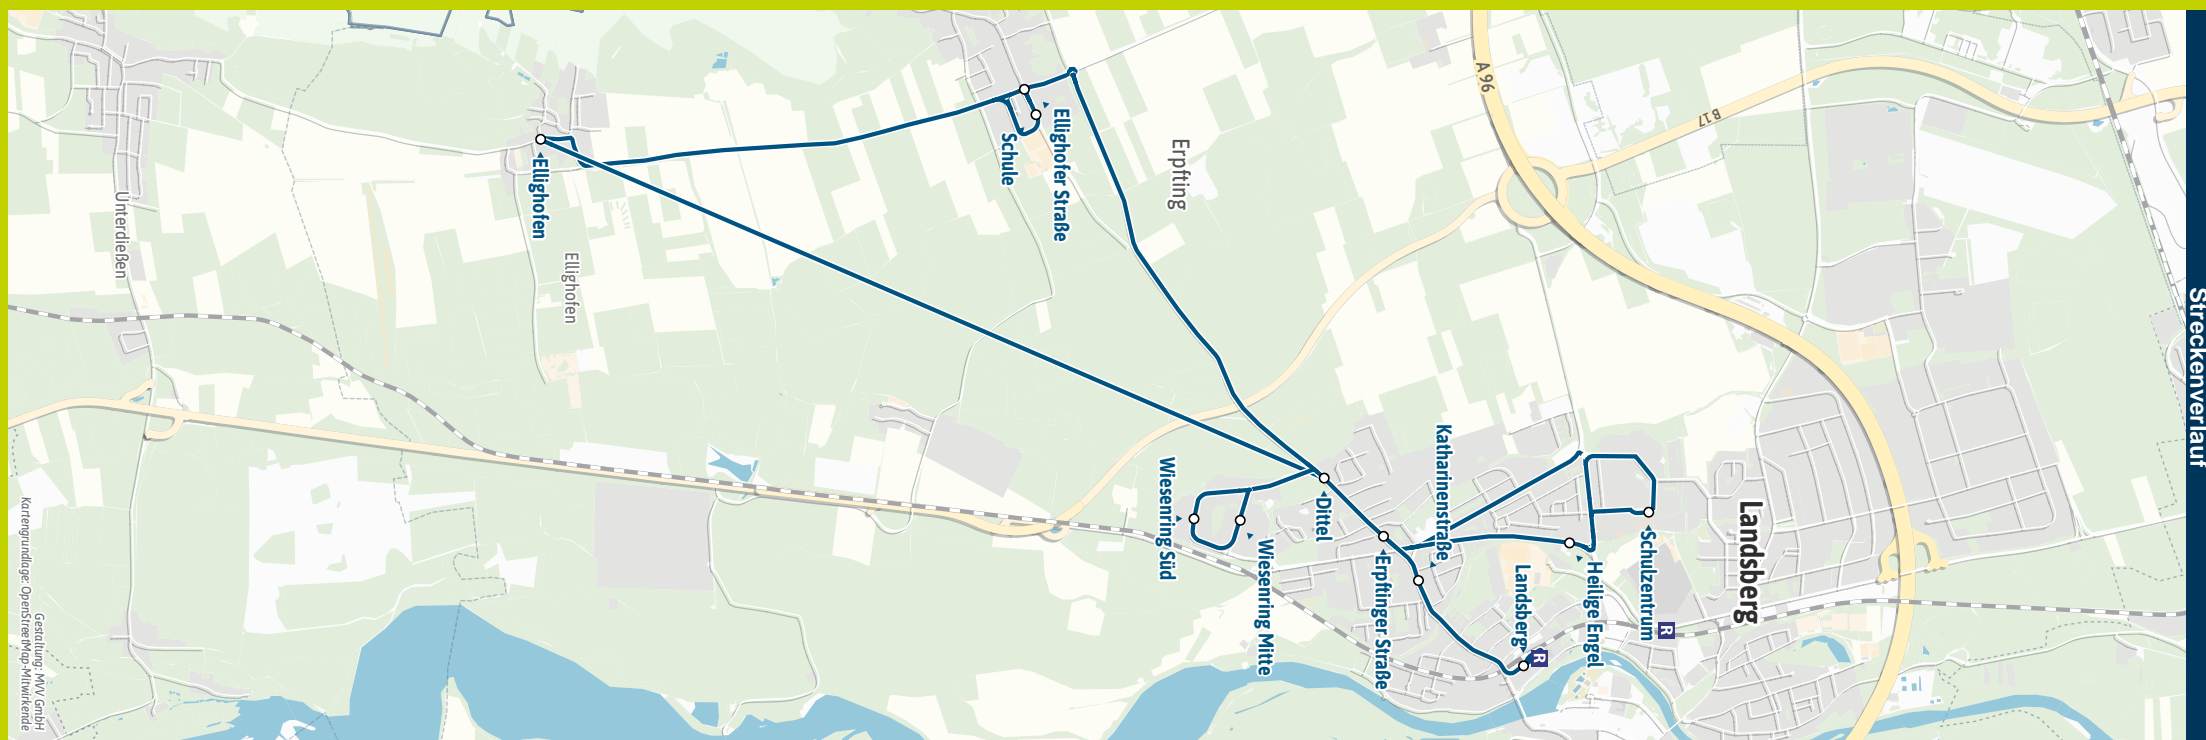 Streckenverlauf
A 96
B 17
Landsberg
Schulzentrum
R
Heilige Engel
Landsberg
R
Katharinenstraße
Erpftinger Straße
Dittel
Wiesenring Mitte
Wiesenring Süd
Erpfting
Ellighofer Straße
Schule
Ellighofen
Ellighofen
Unterdießen
Gestaltung: MVV GmbH
Kartengrundlage: OpenStreetMap-Mitwirkende